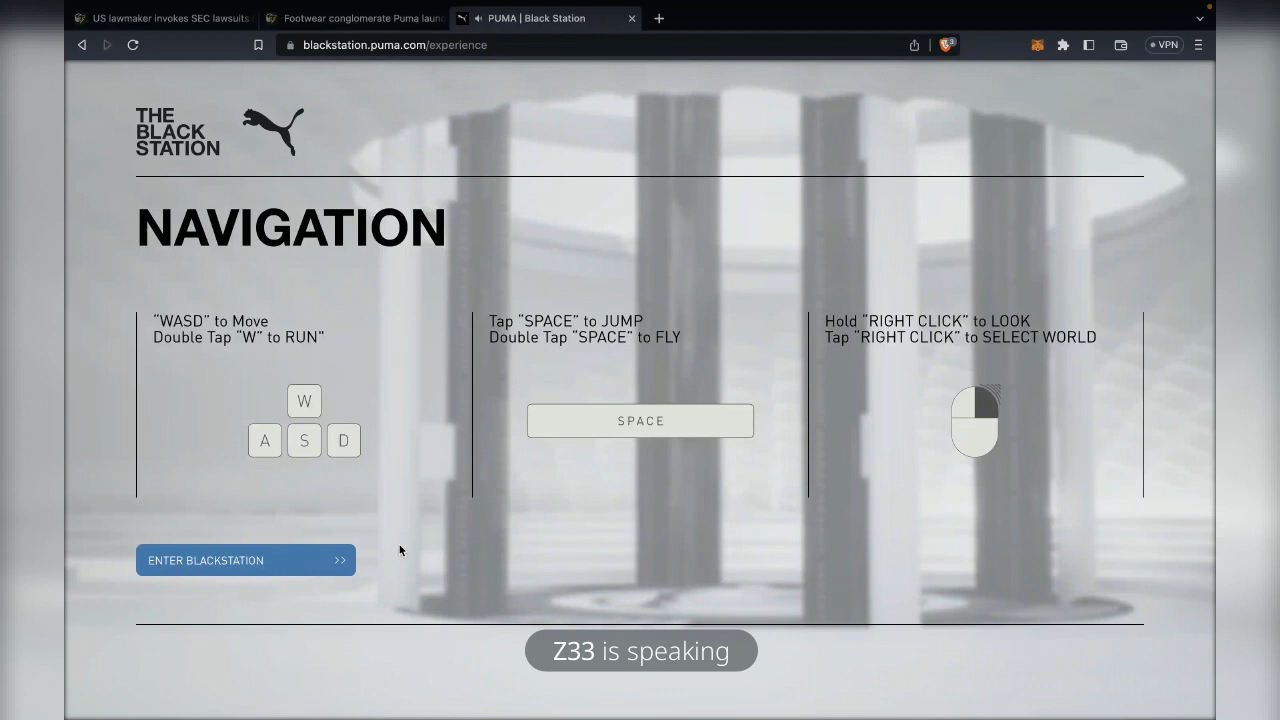 US lawmaker invokes SEC lawsuits
Footwear conglomerate Puma laun
PUMA | Black Station
blackstation.puma.com/experience
VPN
THE
BLACK
STATION
NAVIGATION
"WASD" to Move
Double Tap "W" to RUN"
Tap "SPACE" to JUMP
Double Tap "SPACE" to FLY
Hold "RIGHT CLICK" to LOOK
Tap "RIGHT CLICK" to SELECT WORLD
W
A S D
SPACE
ENTER BLACKSTATION >>
Z33 is speaking